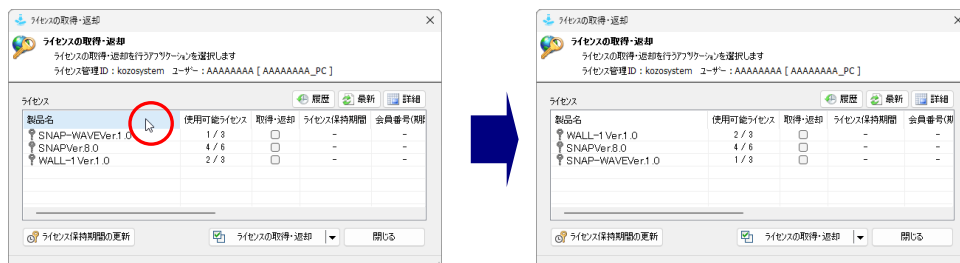 ライセンスの取得・返却
ライセンスの取得・返却
ライセンスの取得・返却を行うアプリケーションを選択します
ライセンス管理ID：kozosystem ユーザー：AAAAAAAA [ AAAAAAAA_PC ]
ライセンス
履歴 最新 詳細
製品名 使用可能ライセンス 取得・返却 ライセンス保持期間 会員番号(期
SNAP-WAVEVer.1.0 1 / 3 - -
SNAPVer.8.0 4 / 6 - -
WALL-1 Ver.1.0 2 / 3 - -
ライセンス保持期間の更新 ライセンスの取得・返却 閉じる
ライセンスの取得・返却
ライセンスの取得・返却
ライセンスの取得・返却を行うアプリケーションを選択します
ライセンス管理ID：kozosystem ユーザー：AAAAAAAA [ AAAAAAAA_PC ]
ライセンス
履歴 最新 詳細
製品名 使用可能ライセンス 取得・返却 ライセンス保持期間 会員番号(期
WALL-1 Ver.1.0 2 / 3 - -
SNAPVer.8.0 4 / 6 - -
SNAP-WAVEVer.1.0 1 / 3 - -
ライセンス保持期間の更新 ライセンスの取得・返却 閉じる